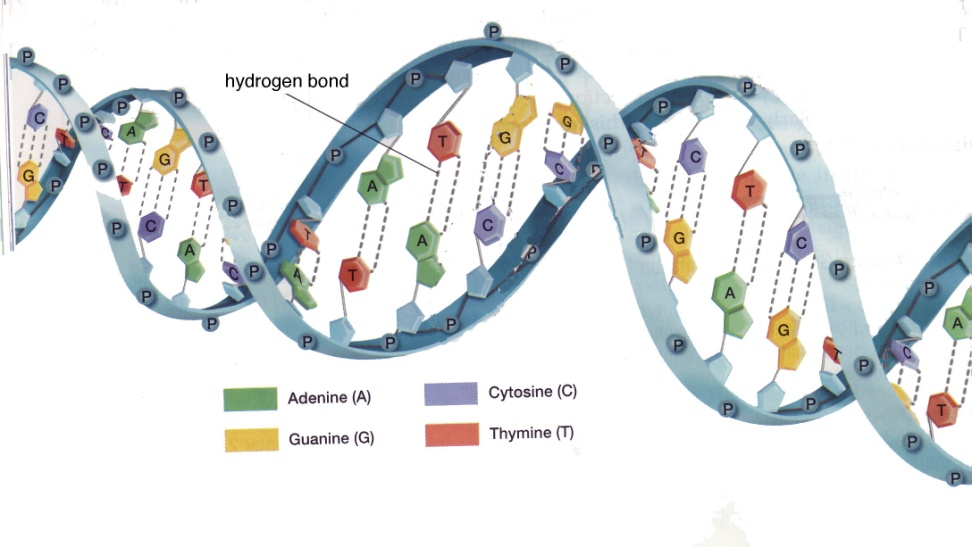 hydrogen bond
P P P P P P P P P P P P P P P P P P P P P P P P P P P P P P P P P P P P P P
C T G
C A G T
T C A C
T A A T
T A G G
T A C C
T C G
T C
A G T
C A T
Adenine (A) Cytosine (C)
Guanine (G) Thymine (T)